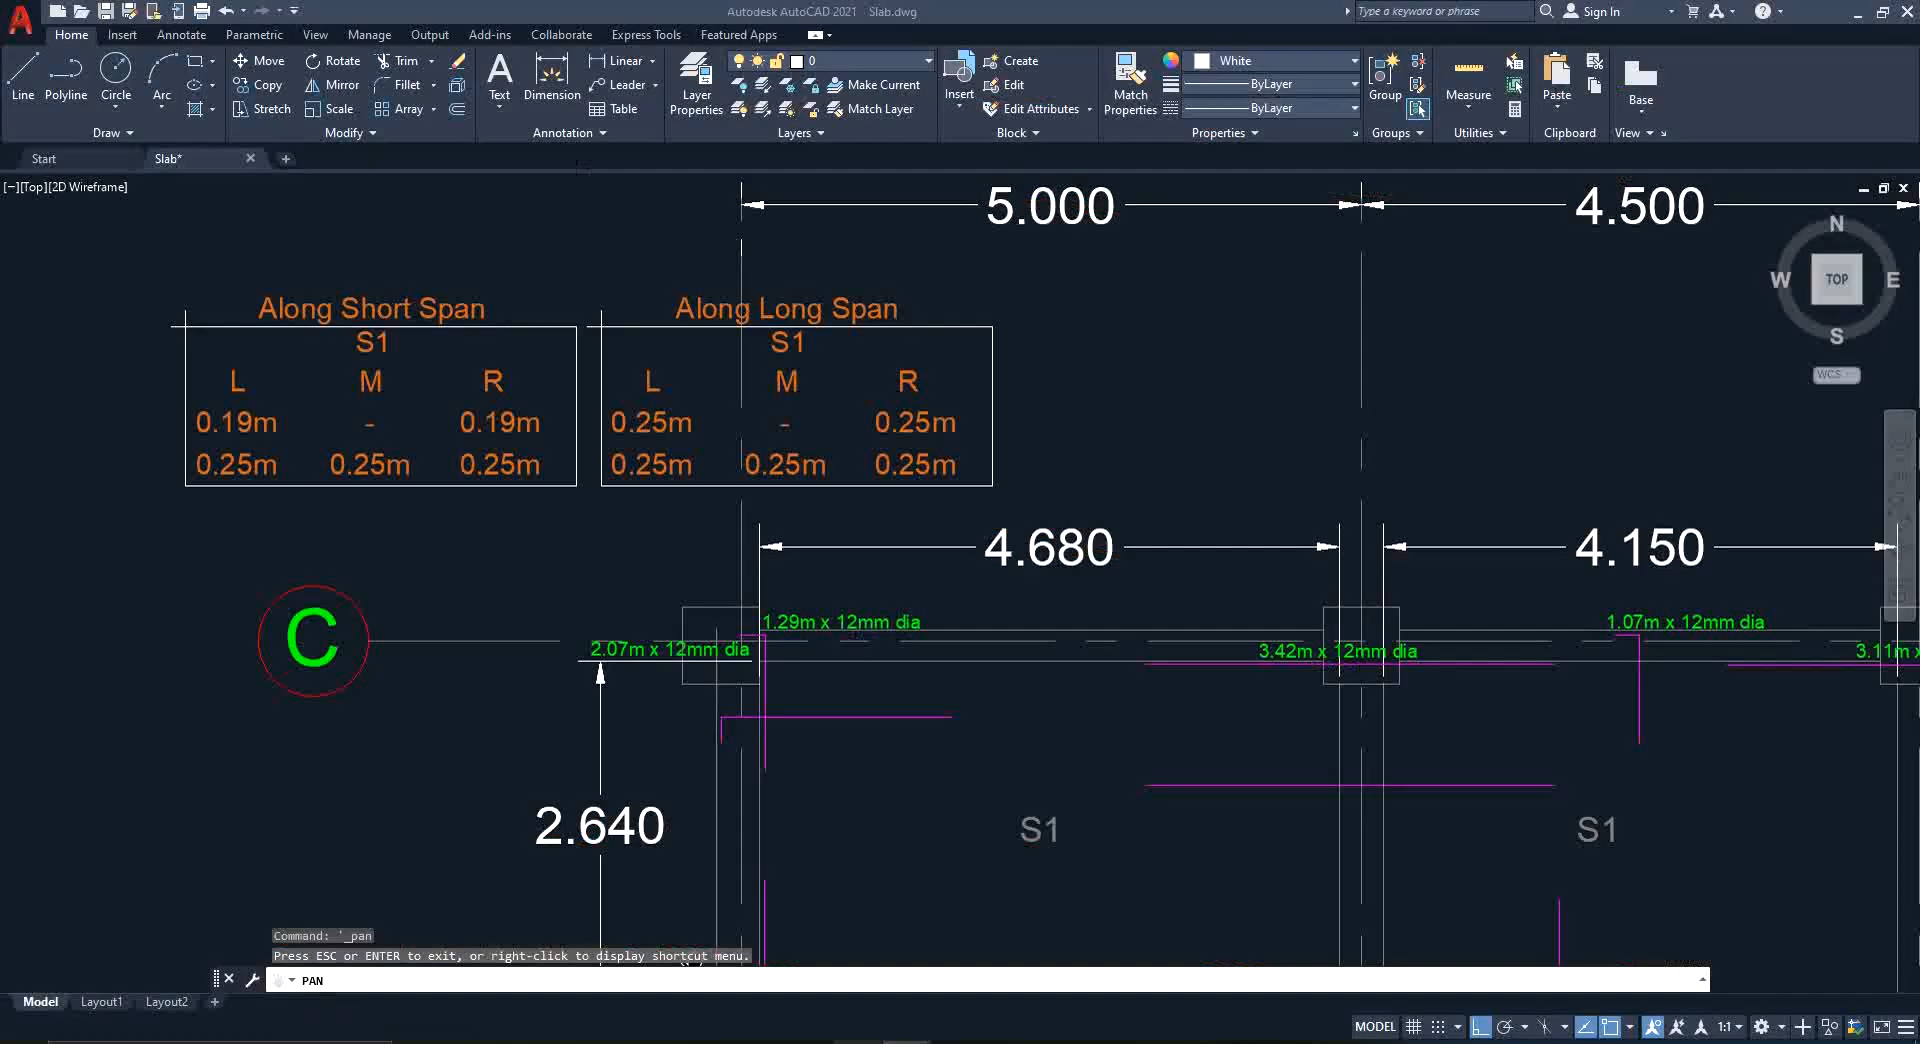 Autodesk AutoCAD 2021 Slab.dwg
Type a keyword or phrase
Sign In
Home Insert Annotate Parametric View Manage Output Add-ins Collaborate Express Tools Featured Apps
Line Polyline Circle Arc
Move Rotate Trim
Copy Mirror Fillet
Stretch Scale Array
Text Dimension
Linear
Leader
Table
Layer Properties
0
Make Current
Match Layer
Insert
Create
Edit
Edit Attributes
Match Properties
White
ByLayer
ByLayer
Group
Measure
Paste
Base
Draw Modify Annotation Layers Block Properties Groups Utilities Clipboard View
Start Slab*
[−][Top][2D Wireframe]
5.000 4.500
N
W TOP E
S
WCS
Along Short Span
S1
L M R
0.19m - 0.19m
0.25m 0.25m 0.25m
Along Long Span
S1
L M R
0.25m - 0.25m
0.25m 0.25m 0.25m
4.680 4.150
C
1.29m x 12mm dia
1.07m x 12mm dia
2.07m x 12mm dia
3.42m x 12mm dia
3.11m x
2.640
S1 S1
Command: '_pan
Press ESC or ENTER to exit, or right-click to display shortcut menu.
PAN
Model Layout1 Layout2
MODEL 1:1